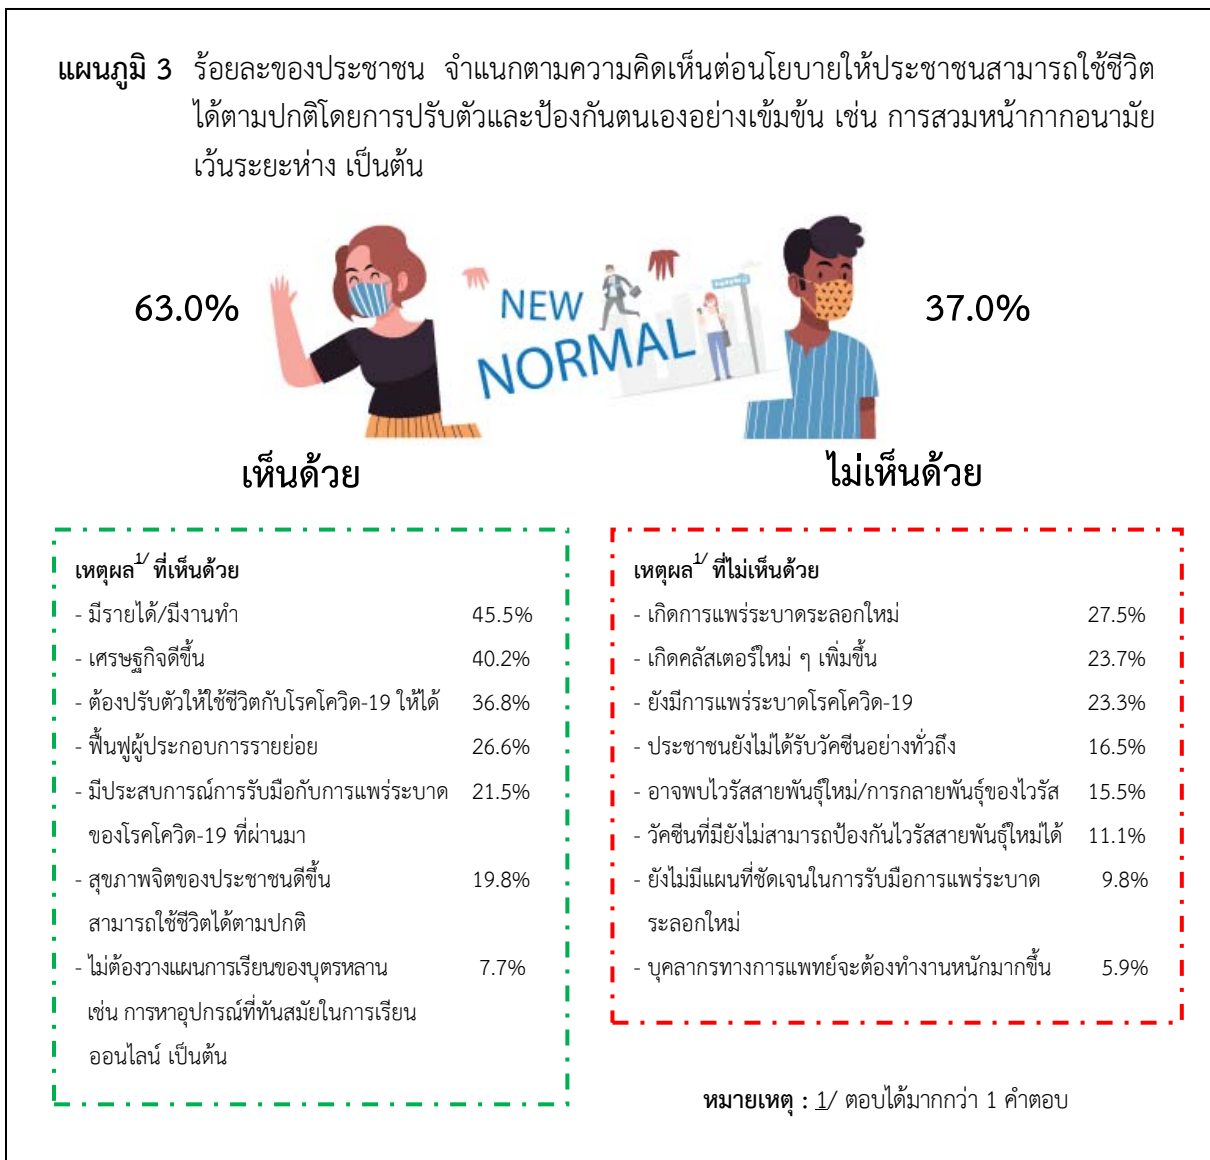 แผนภูมิ 3 ร้อยละของประชาชน จำแนกตามความคิดเห็นต่อนโยบายให้ประชาชนสามารถใช้ชีวิต
ได้ตามปกติโดยการปรับตัวและป้องกันตนเองอย่างเข้มข้น เช่น การสวมหน้ากากอนามัย
เว้นระยะห่าง เป็นต้น
63.0%
NEW
NORMAL
37.0%
เห็นด้วย
ไม่เห็นด้วย
เหตุผล1/ ที่เห็นด้วย
- มีรายได้/มีงานทำ 45.5%
- เศรษฐกิจดีขึ้น 40.2%
- ต้องปรับตัวให้ใช้ชีวิตกับโรคโควิด-19 ให้ได้ 36.8%
- ฟื้นฟูผู้ประกอบการรายย่อย 26.6%
- มีประสบการณ์การรับมือกับการแพร่ระบาด 21.5%
ของโรคโควิด-19 ที่ผ่านมา
- สุขภาพจิตของประชาชนดีขึ้น 19.8%
สามารถใช้ชีวิตได้ตามปกติ
- ไม่ต้องวางแผนการเรียนของบุตรหลาน 7.7%
เช่น การหาอุปกรณ์ที่ทันสมัยในการเรียน
ออนไลน์ เป็นต้น
เหตุผล1/ ที่ไม่เห็นด้วย
- เกิดการแพร่ระบาดระลอกใหม่ 27.5%
- เกิดคลัสเตอร์ใหม่ ๆ เพิ่มขึ้น 23.7%
- ยังมีการแพร่ระบาดโรคโควิด-19 23.3%
- ประชาชนยังไม่ได้รับวัคซีนอย่างทั่วถึง 16.5%
- อาจพบไวรัสสายพันธุ์ใหม่/การกลายพันธุ์ของไวรัส 15.5%
- วัคซีนที่มียังไม่สามารถป้องกันไวรัสสายพันธุ์ใหม่ได้ 11.1%
- ยังไม่มีแผนที่ชัดเจนในการรับมือการแพร่ระบาด 9.8%
ระลอกใหม่
- บุคลากรทางการแพทย์จะต้องทำงานหนักมากขึ้น 5.9%
หมายเหตุ : 1/ ตอบได้มากกว่า 1 คำตอบ